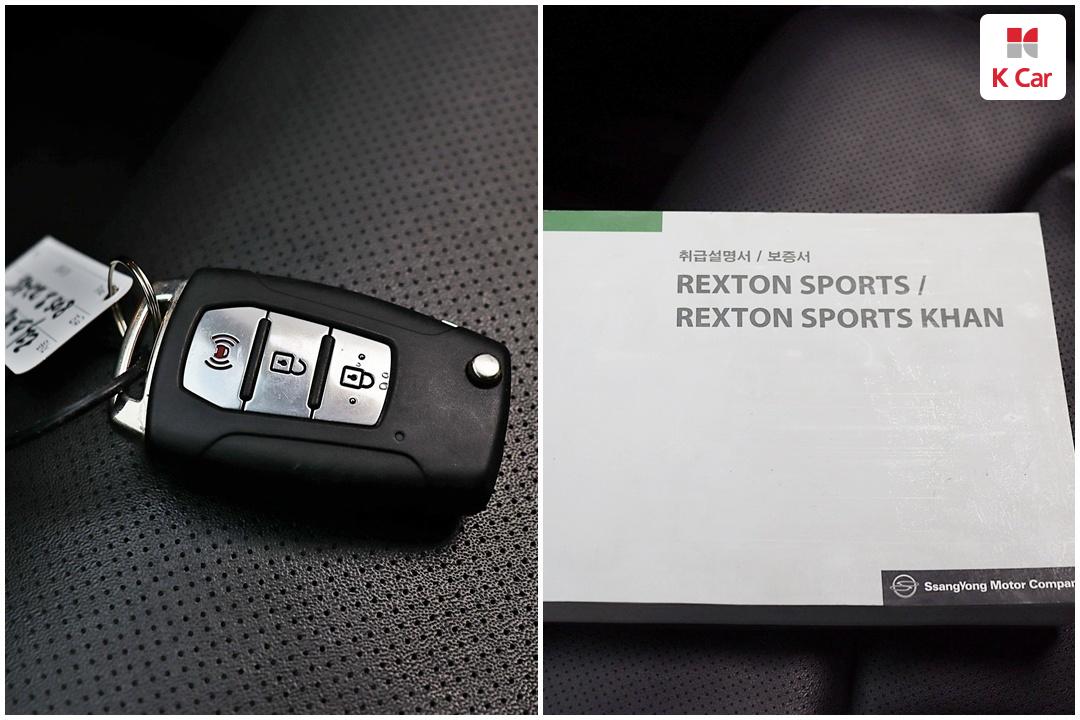 K Car
취급설명서 / 보증서
REXTON SPORTS /
REXTON SPORTS KHAN
SsangYong Motor Compan